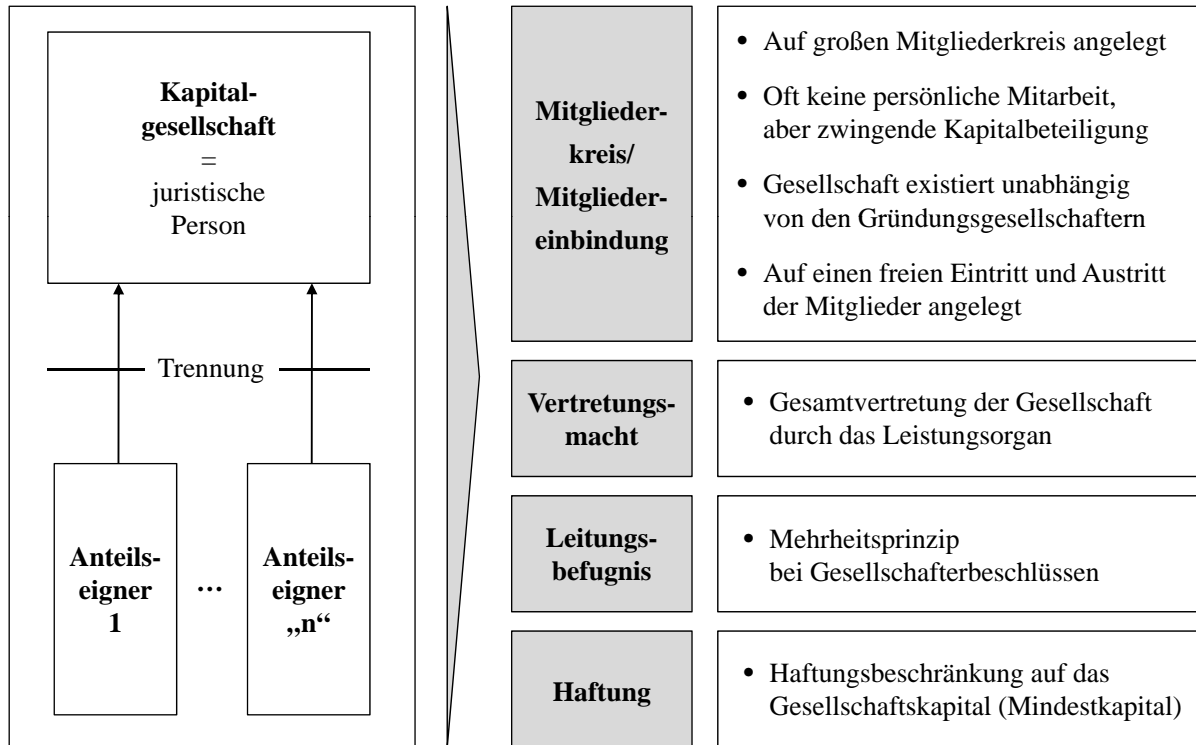 Kapital-
gesellschaft
=
juristische
Person
Trennung
Anteils-
eigner
1
...
Anteils-
eigner
„n“
Mitglieder-
kreis/
Mitglieder-
einbindung
• Auf großen Mitgliederkreis angelegt
• Oft keine persönliche Mitarbeit,
aber zwingende Kapitalbeteiligung
• Gesellschaft existiert unabhängig
von den Gründungsgesellschaftern
• Auf einen freien Eintritt und Austritt
der Mitglieder angelegt
Vertretungs-
macht
• Gesamtvertretung der Gesellschaft
durch das Leistungsorgan
Leitungs-
befugnis
• Mehrheitsprinzip
bei Gesellschafterbeschlüssen
Haftung
• Haftungsbeschränkung auf das
Gesellschaftskapital (Mindestkapital)